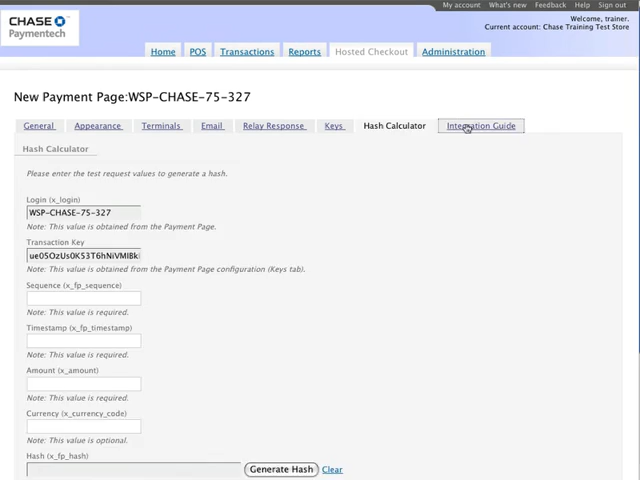 My account What's new Feedback Help Sign out
CHASE
Paymentech
Welcome, trainer.
Current account: Chase Training Test Store
Home POS Transactions Reports Hosted Checkout Administration
New Payment Page:WSP-CHASE-75-327
General Appearance Terminals Email Relay Response Keys Hash Calculator Integration Guide
Hash Calculator
Please enter the test request values to generate a hash.
Login (x_login)
WSP-CHASE-75-327
Note: This value is obtained from the Payment Page.
Transaction Key
Note: This value is obtained from the Payment Page configuration (Keys tab).
Sequence (x_fp_sequence)
Note: This value is required.
Timestamp (x_fp_timestamp)
Note: This value is required.
Amount (x_amount)
Note: This value is required.
Currency (x_currency_code)
Note: This value is optional.
Hash (x_fp_hash)
Generate Hash Clear